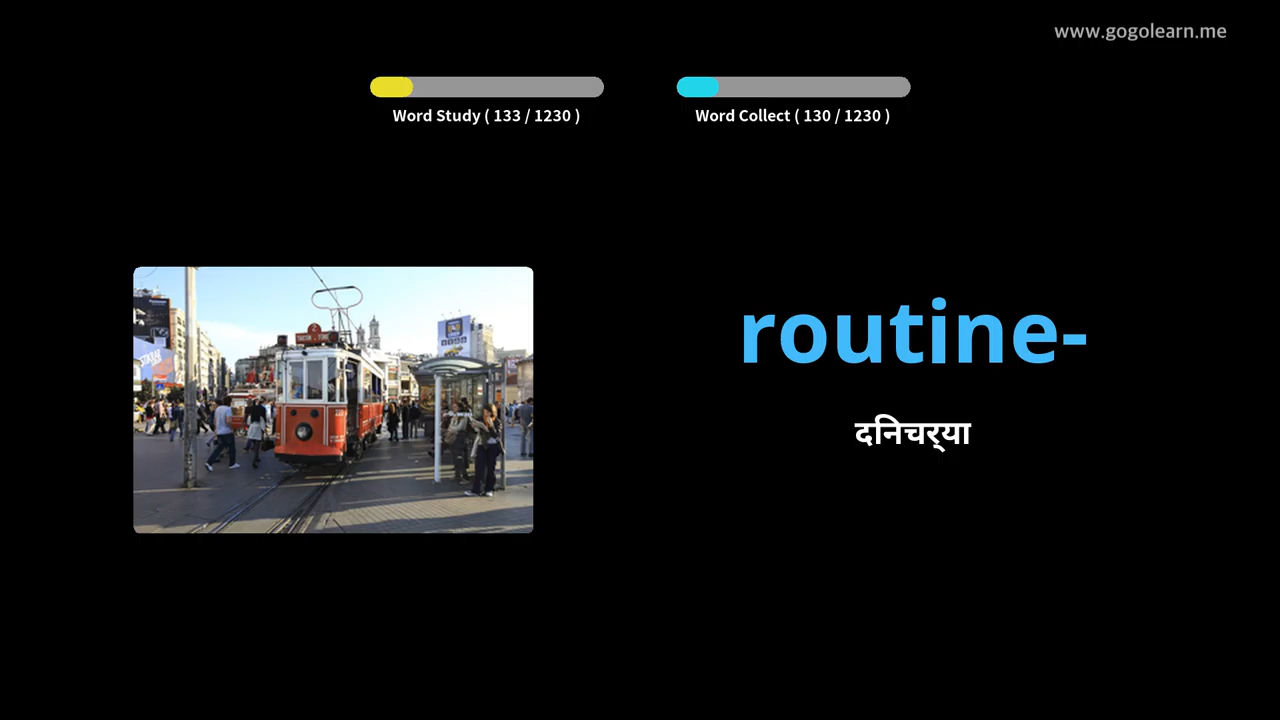 www.gogolearn.me
Word Study ( 133 / 1230 )
Word Collect ( 130 / 1230 )
routine-
दनिचर्‌या